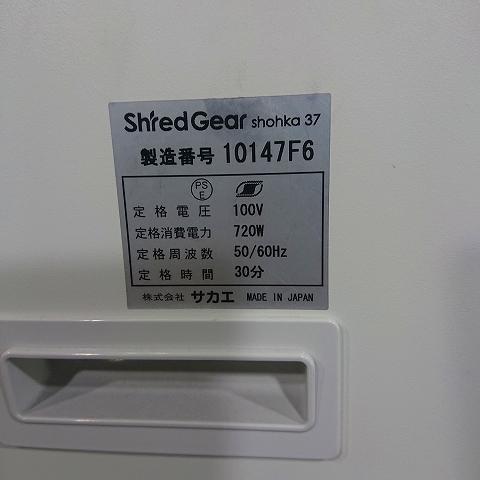 ShredGear shohka 37
製造番号 10147F6
PS
E
定格電圧 100V
定格消費電力 720W
定格周波数 50/60Hz
定格時間 30分
株式会社 サカエ MADE IN JAPAN